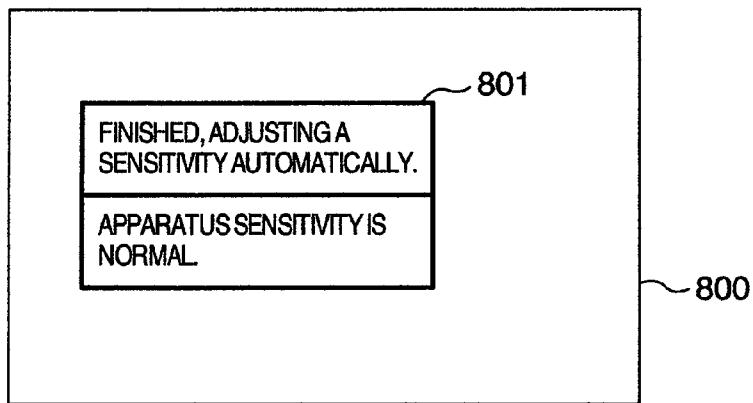 801
FINISHED, ADJUSTING A
SENSITIVITY AUTOMATICALLY.
APPARATUS SENSITIVITY IS
NORMAL.
800